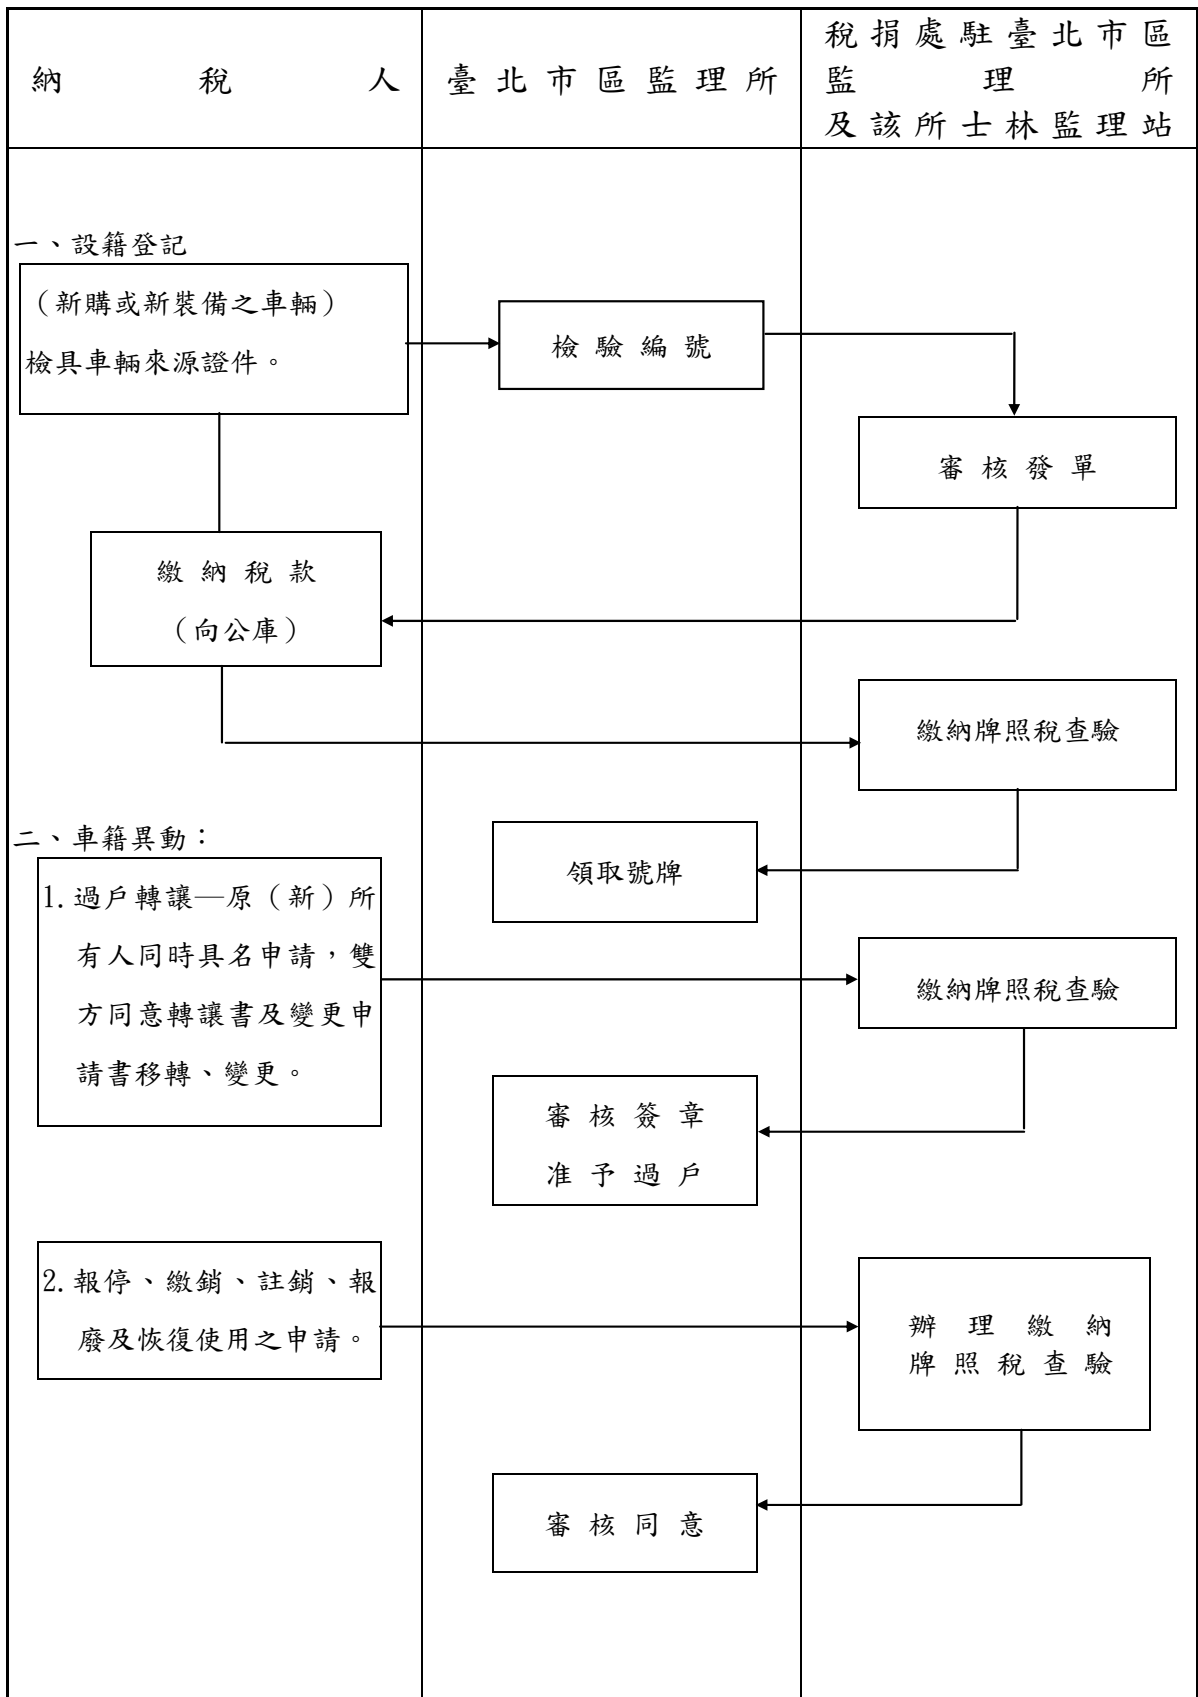 納稅人
臺北市區監理所
稅捐處駐臺北市區
監理所
及該所士林監理站
一、設籍登記
（新購或新裝備之車輛）
檢具車輛來源證件。
檢驗編號
審核發單
繳納稅款
（向公庫）
繳納牌照稅查驗
領取號牌
二、車籍異動：
1.過戶轉讓—原（新）所
有人同時具名申請，雙
方同意轉讓書及變更申
請書移轉、變更。
繳納牌照稅查驗
審核簽章
准予過戶
2.報停、繳銷、註銷、報
廢及恢復使用之申請。
辦理繳納
牌照稅查驗
審核同意